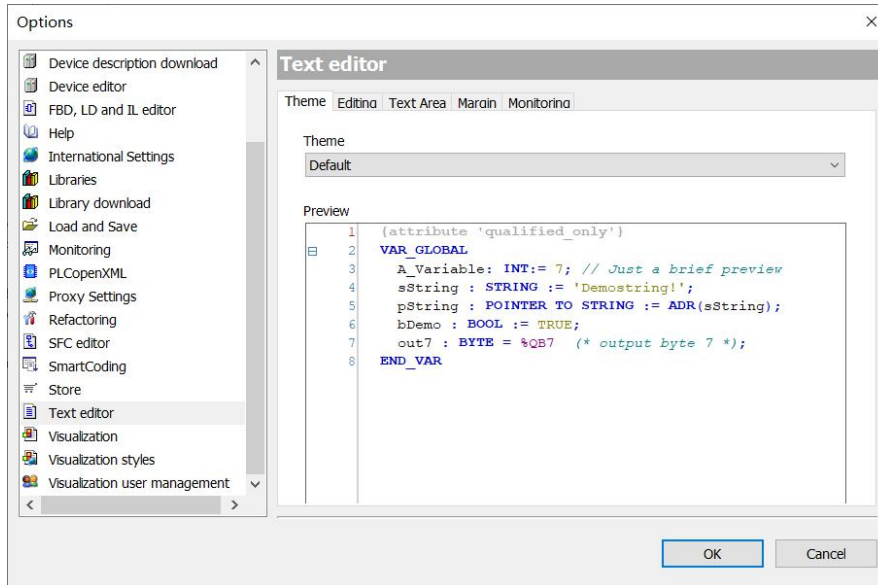 Options
Device description download
Device editor
FBD, LD and IL editor
Help
International Settings
Libraries
Library download
Load and Save
Monitoring
PLCopenXML
Proxy Settings
Refactoring
SFC editor
SmartCoding
Store
Text editor
Visualization
Visualization styles
Visualization user management
Text editor
Theme Editing Text Area Margin Monitoring
Theme
Default
Preview
1 {attribute 'qualified_only'}
2 VAR_GLOBAL
3 A_Variable: INT:= 7; // Just a brief preview
4 sString : STRING := 'Demostring!';
5 pString : POINTER TO STRING := ADR(sString);
6 bDemo : BOOL := TRUE;
7 out7 : BYTE = %QB7 (* output byte 7 *);
8 END_VAR
OK Cancel